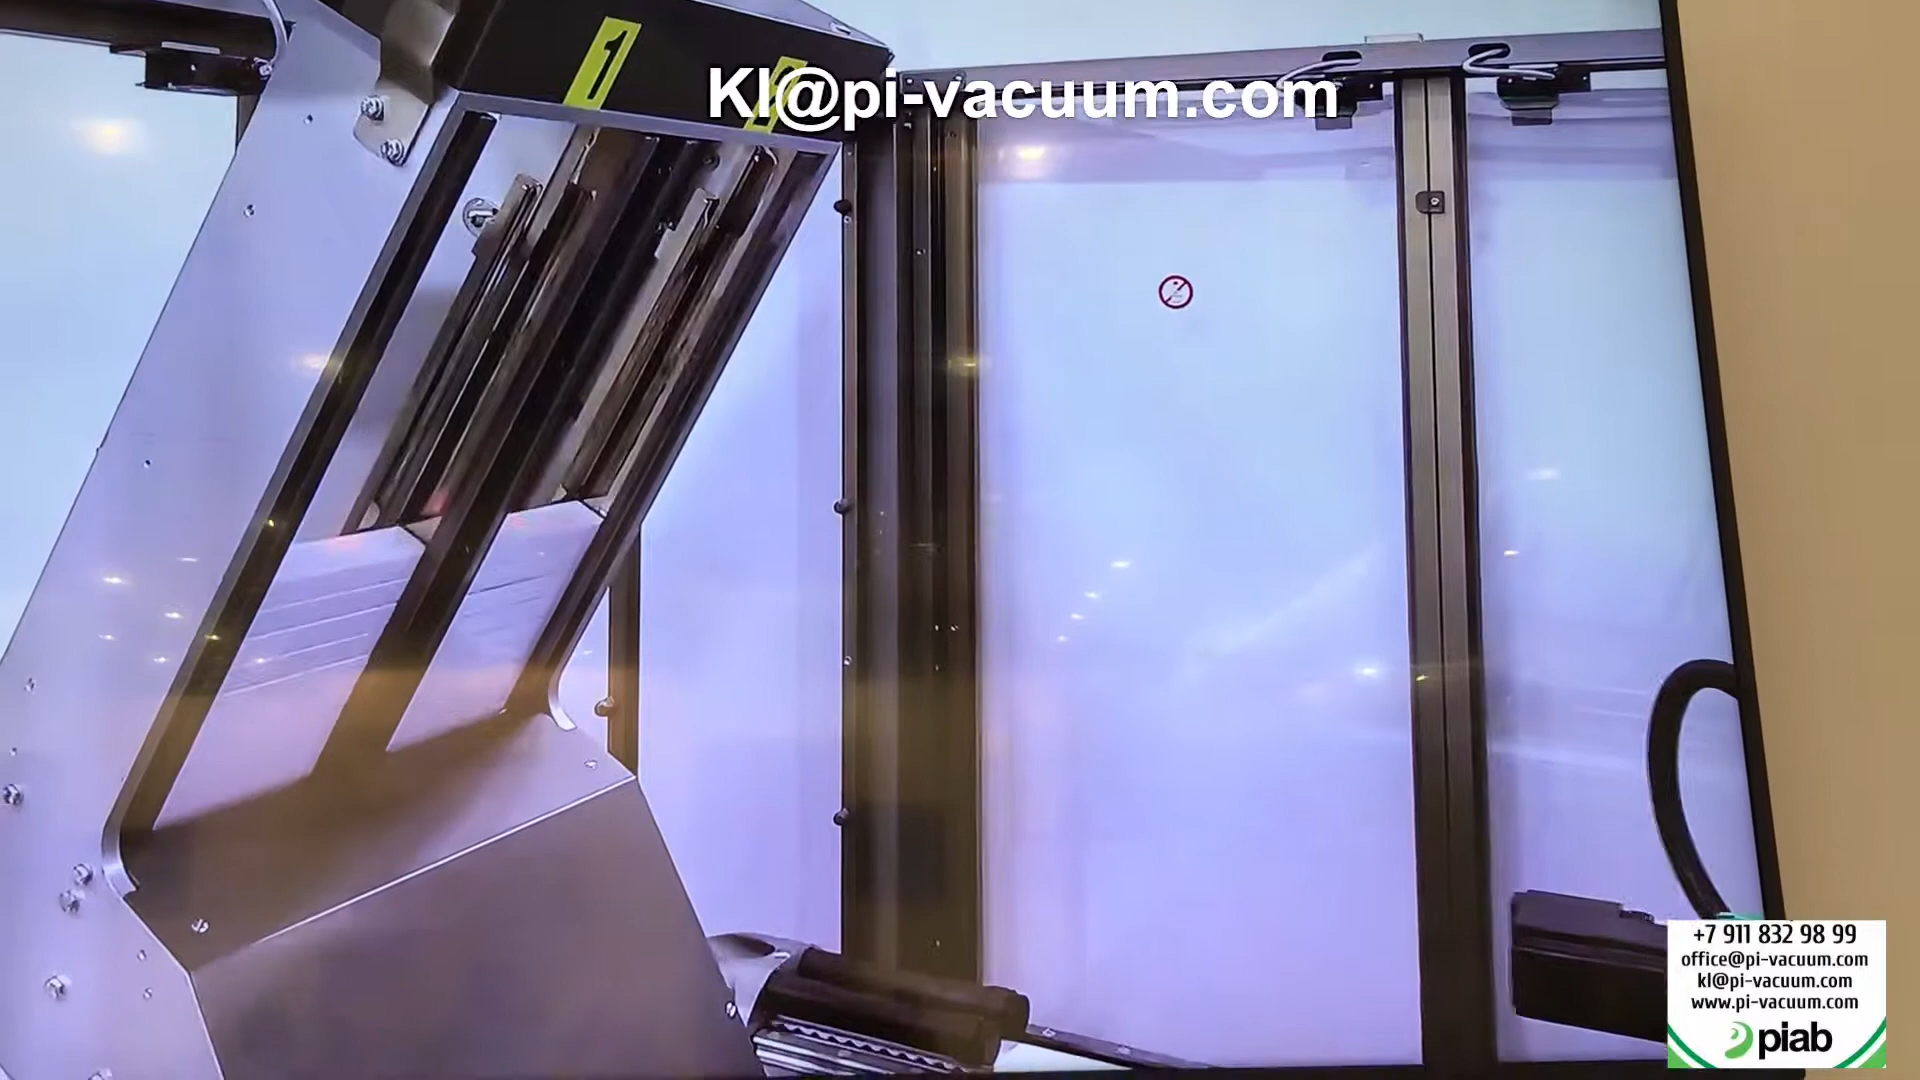 1
Kl@pi-vacuum.com
+7 911 832 98 99
office@pi-vacuum.com
kl@pi-vacuum.com
www.pi-vacuum.com
piab